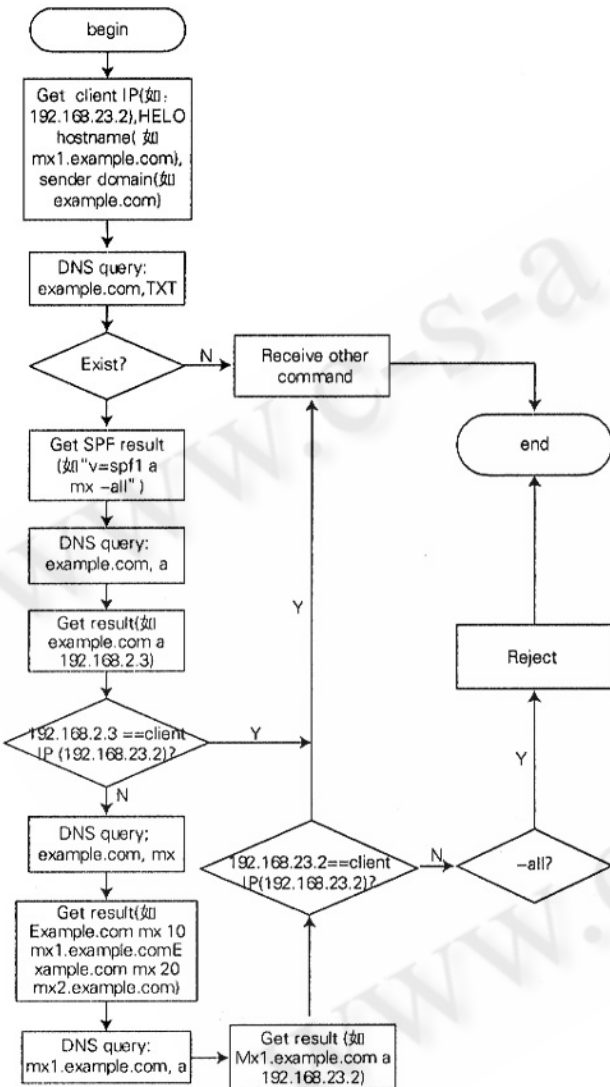 begin
Get client IP(如:
192.168.23.2),HELO
hostname( 如
mx1.example.com),
sender domain(如
example.com)
DNS query:
example.com,TXT
Exist?
N
Receive other
command
end
Get SPF result
(如"v=spf1 a
mx -all" )
DNS query:
example.com, a
Get result(如
example.com a
192.168.2.3)
Y
Reject
192.168.2.3 ==client
IP (192.168.23.2)?
Y
Y
N
DNS query;
example.com, mx
192.168.23.2==client
IP(192.168.23.2)?
N
-all?
Get result(如
Example.com mx 10
mx1.example.comE
xample.com mx 20
mx2.example.com)
DNS query:
mx1.example.com, a
Get result (如
Mx1.example.com a
192.168.23.2)
www.c-s-a
www.c